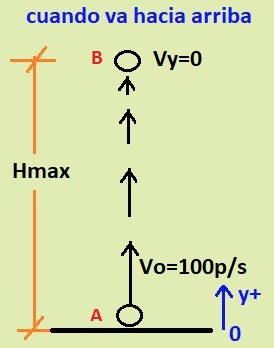 cuando va hacia arriba
B Vy=0
Hmax
Vo=100p/s
y+
A
0